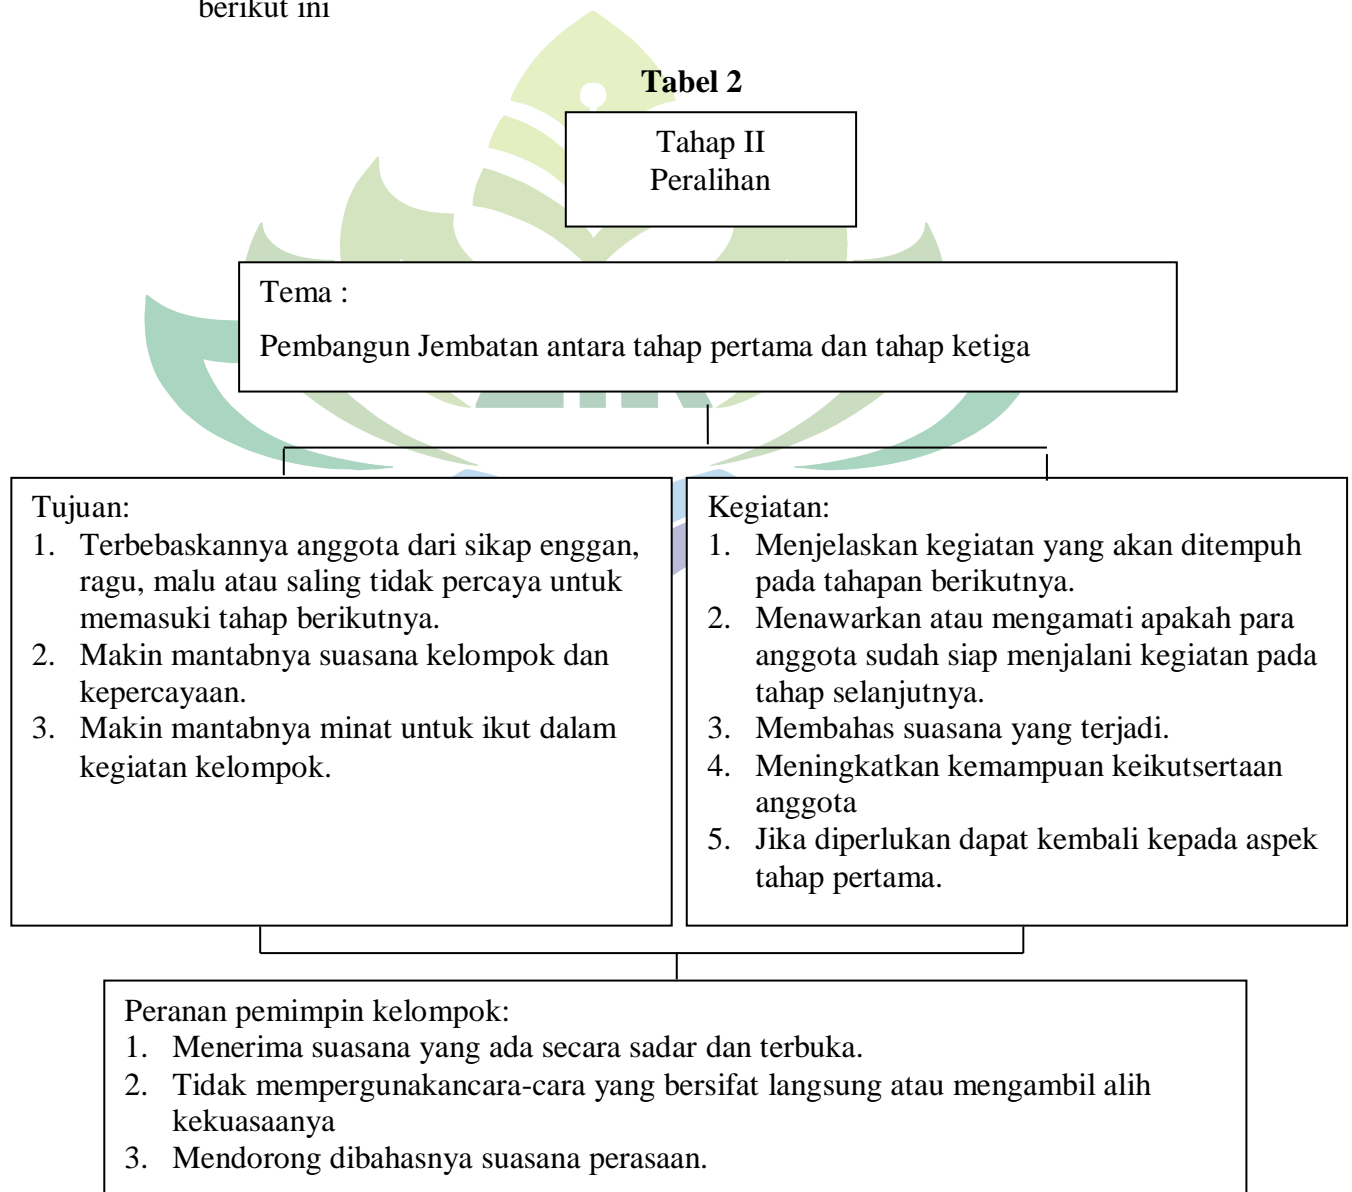 berikut ini
Tabel 2
Tahap II
Peralihan
Tema :
Pembangun Jembatan antara tahap pertama dan tahap ketiga
Tujuan:
1. Terbebaskannya anggota dari sikap enggan,
ragu, malu atau saling tidak percaya untuk
memasuki tahap berikutnya.
2. Makin mantabnya suasana kelompok dan
kepercayaan.
3. Makin mantabnya minat untuk ikut dalam
kegiatan kelompok.
Kegiatan:
1. Menjelaskan kegiatan yang akan ditempuh
pada tahapan berikutnya.
2. Menawarkan atau mengamati apakah para
anggota sudah siap menjalani kegiatan pada
tahap selanjutnya.
3. Membahas suasana yang terjadi.
4. Meningkatkan kemampuan keikutsertaan
anggota
5. Jika diperlukan dapat kembali kepada aspek
tahap pertama.
Peranan pemimpin kelompok:
1. Menerima suasana yang ada secara sadar dan terbuka.
2. Tidak mempergunakancara-cara yang bersifat langsung atau mengambil alih
kekuasaanya
3. Mendorong dibahasnya suasana perasaan.